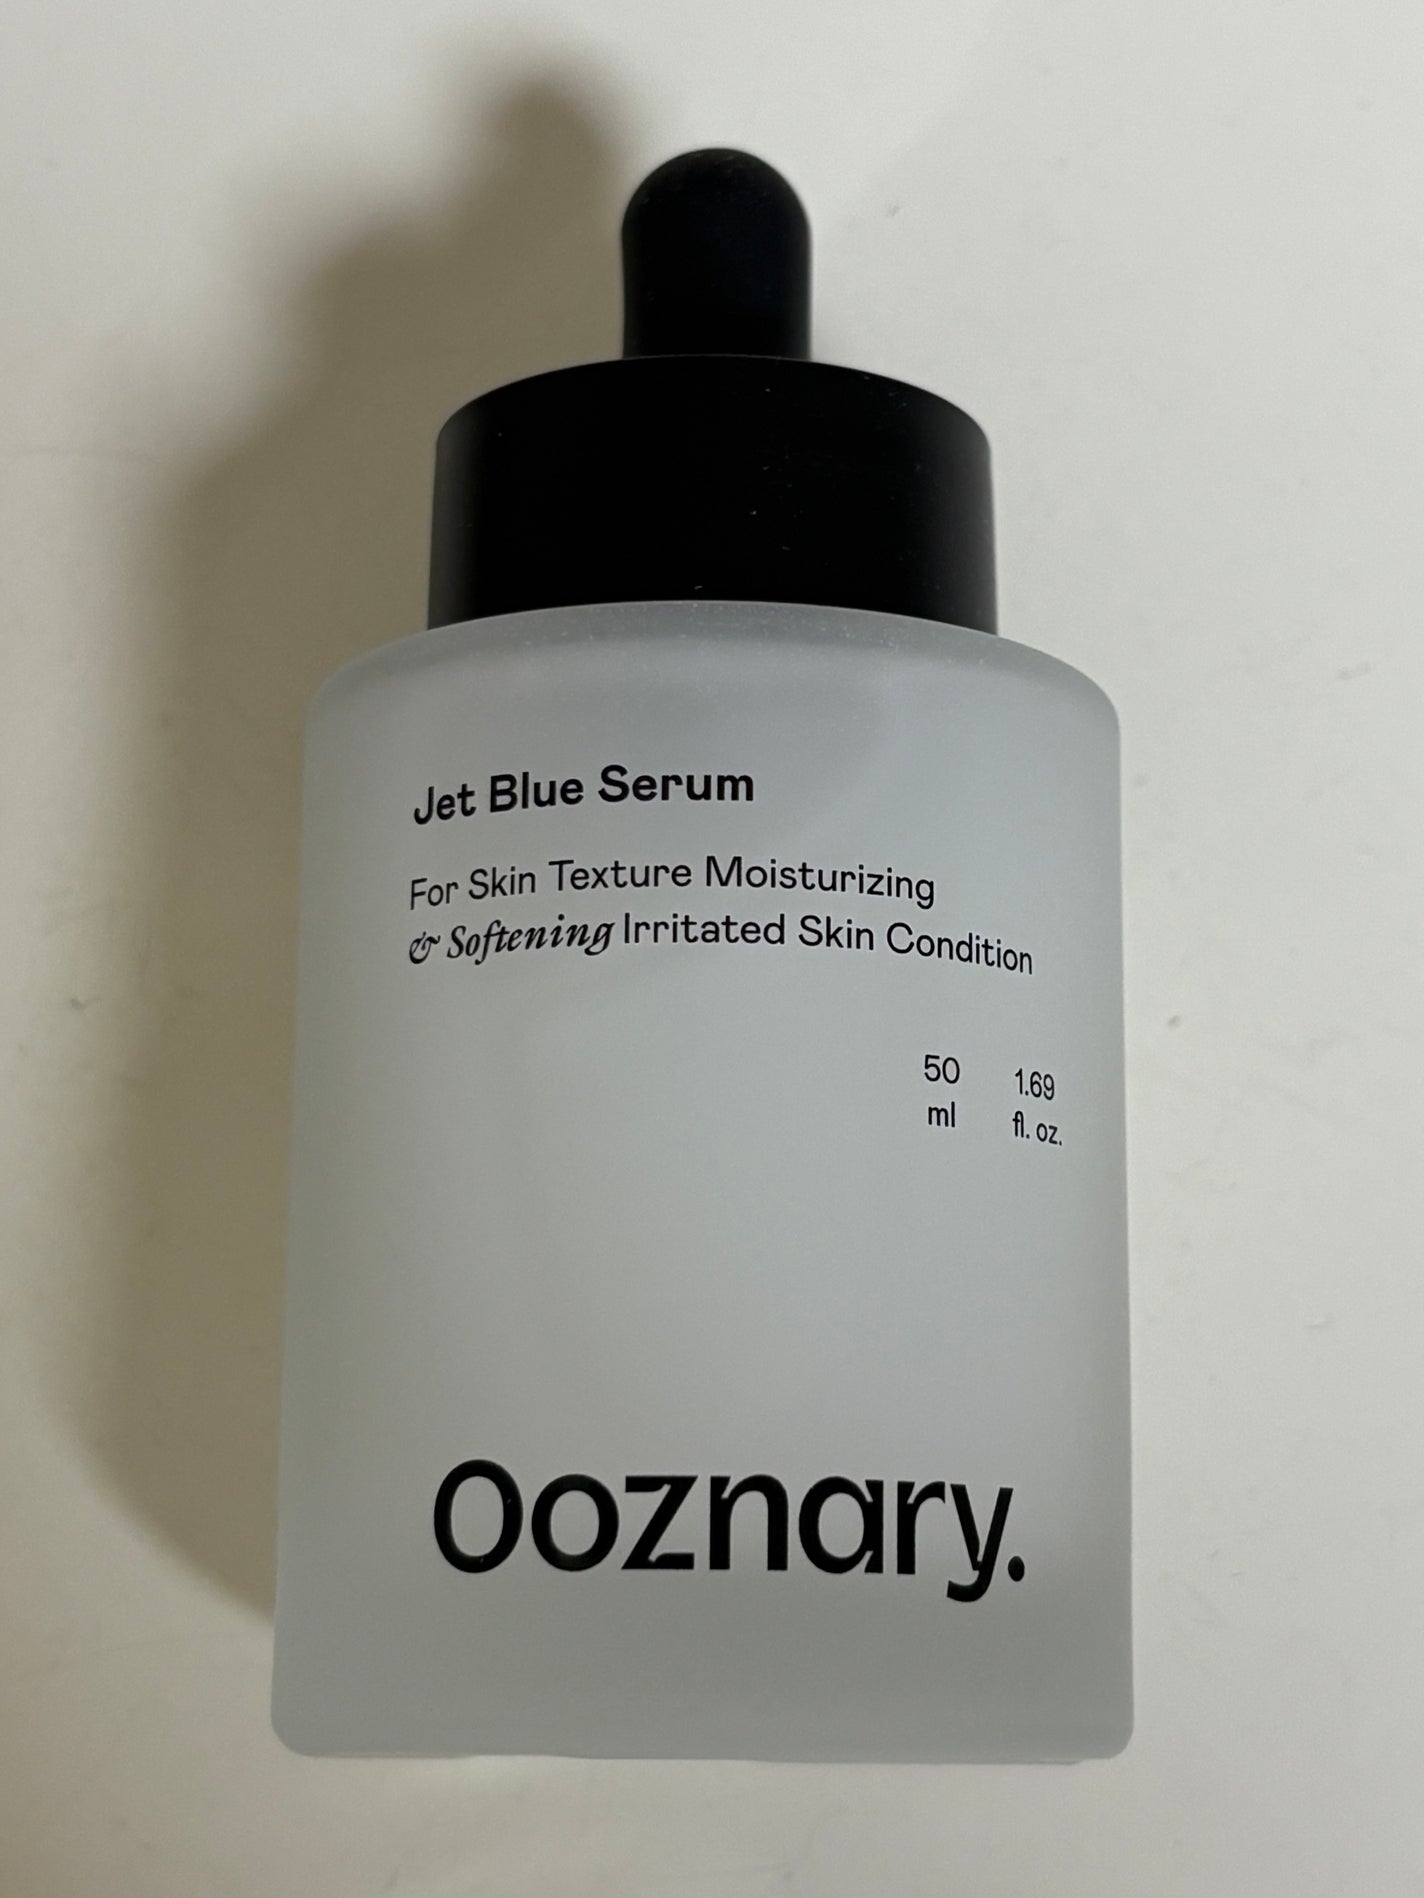 Jet Blue Serum
For Skin Texture Moisturizing
& Softening Irritated Skin Condition
50 1.69
ml fl. oz.
Ooznary.